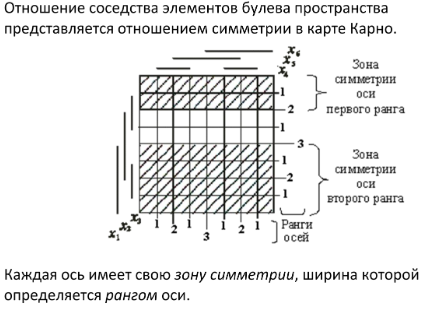 Отношение соседства элементов булева пространства
представляется отношением симметрии в карте Карно.
x₆
x₅
x₄
Зона
симметрии
оси
первого ранга
1
2
1
3
1
2
1
Зона
симметрии
оси
второго ранга
x₁ x₂ x₃
1 2 1 3 1 2 1
Ранги
осей
Каждая ось имеет свою зону симметрии, ширина которой
определяется рангом оси.